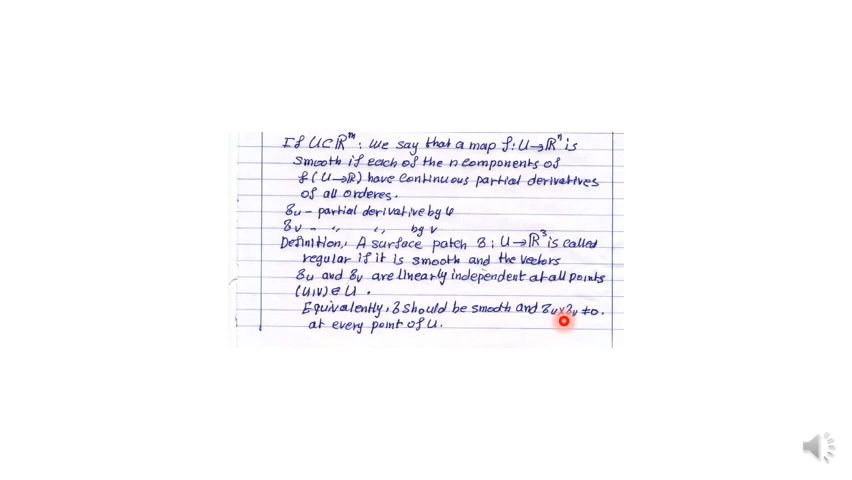 If U⊂ℝᵐ. We say that a map f: U→ℝⁿ is
smooth if each of the n components of
f (U→ℝ) have continuous partial derivatives
of all orderes.
σu – partial derivative by u
σv – ,, ,, by v
Definition. A surface patch σ: U→ℝ³ is called
regular if it is smooth and the vectors
σu and σv are linearly independent at all points
(u,v) ∈ U.
Equivalently, σ should be smooth and σu×σv ≠0.
at every point of U.